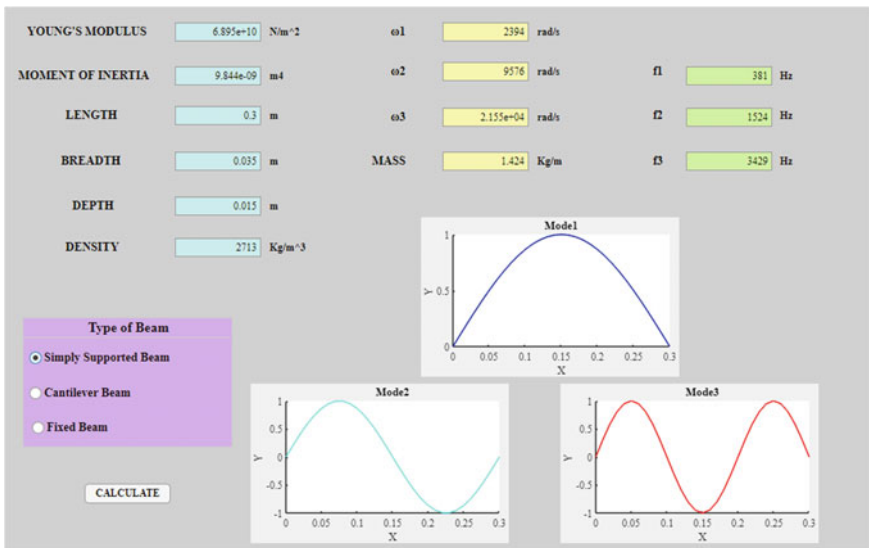 YOUNG'S MODULUS 6.895e+10 N/m^2 ω1 2394 rad/s
MOMENT OF INERTIA 9.844e-09 m4 ω2 9576 rad/s f1 381 Hz
LENGTH 0.3 m ω3 2.155e+04 rad/s f2 1524 Hz
BREADTH 0.035 m MASS 1.424 Kg/m f3 3429 Hz
DEPTH 0.015 m
DENSITY 2713 Kg/m^3
Mode1
1
0.5
0
Y
0 0.05 0.1 0.15 0.2 0.25 0.3
X
Type of Beam
Simply Supported Beam
Cantilever Beam
Fixed Beam
CALCULATE
Mode2
1
0.5
0
-0.5
-1
Y
0 0.05 0.1 0.15 0.2 0.25 0.3
X
Mode3
1
0.5
0
-0.5
-1
Y
0 0.05 0.1 0.15 0.2 0.25 0.3
X